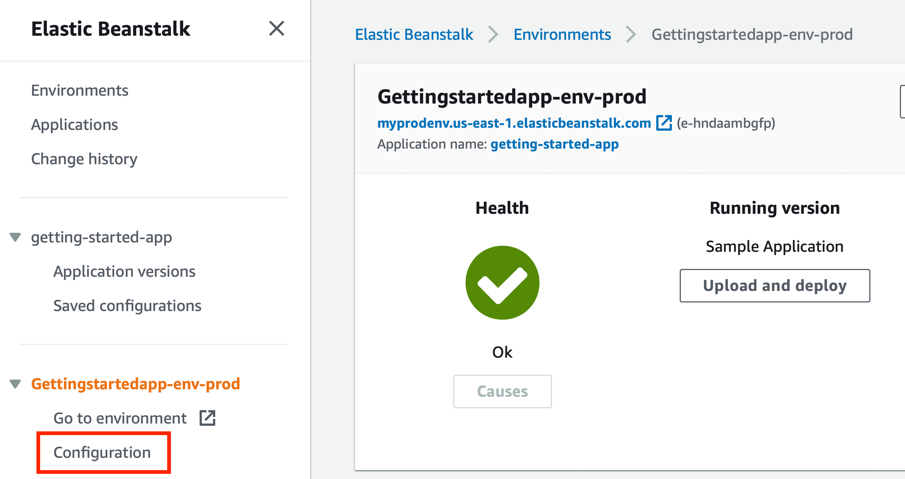 Elastic Beanstalk
Environments
Applications
Change history
getting-started-app
Application versions
Saved configurations
Gettingstartedapp-env-prod
Go to environment
Configuration
Elastic Beanstalk > Environments > Gettingstartedapp-env-prod
Gettingstartedapp-env-prod
myprodenv.us-east-1.elasticbeanstalk.com (e-hndaambgfp)
Application name: getting-started-app
Health
Ok
Causes
Running version
Sample Application
Upload and deploy